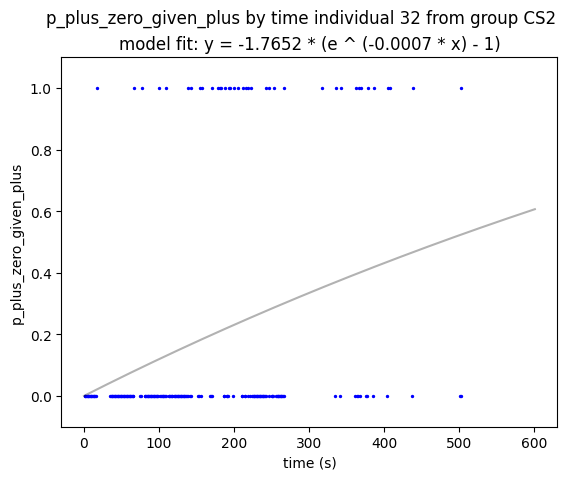 p_plus_zero_given_plus by time individual 32 from group CS2
model fit: y = -1.7652 * (e ^ (-0.0007 * x) - 1)
1.0
0.8
0.6
0.4
0.2
0.0
p_plus_zero_given_plus
0 100 200 300 400 500 600
time (s)